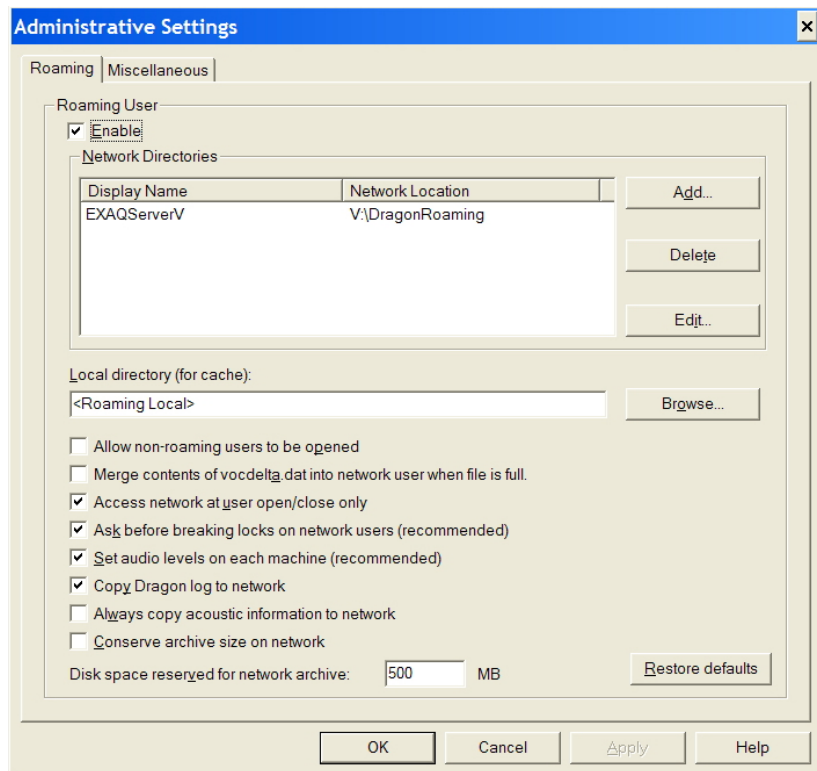 Administrative Settings
Roaming
Miscellaneous
Roaming User
Enable
Network Directories
Display Name Network Location
EXAQServerV V:\DragonRoaming
Add...
Delete
Edit...
Local directory (for cache):
<Roaming Local>
Browse...
Allow non-roaming users to be opened
Merge contents of vocdelta.dat into network user when file is full.
Access network at user open/close only
Ask before breaking locks on network users (recommended)
Set audio levels on each machine (recommended)
Copy Dragon log to network
Always copy acoustic information to network
Conserve archive size on network
Disk space reserved for network archive: 500 MB
Restore defaults
OK Cancel Apply Help